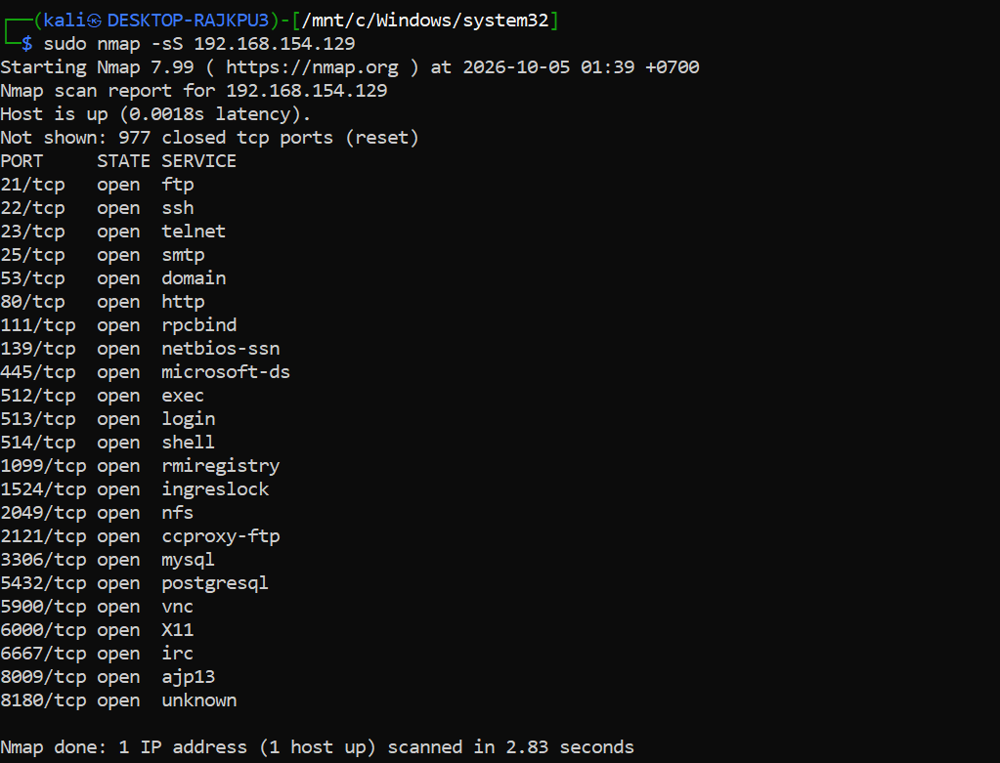 ┌──(kali㉿DESKTOP-RAJKPU3)-[/mnt/c/Windows/system32]
└─$ sudo nmap -sS 192.168.154.129
Starting Nmap 7.99 ( https://nmap.org ) at 2026-10-05 01:39 +0700
Nmap scan report for 192.168.154.129
Host is up (0.0018s latency).
Not shown: 977 closed tcp ports (reset)
PORT     STATE SERVICE
21/tcp   open  ftp
22/tcp   open  ssh
23/tcp   open  telnet
25/tcp   open  smtp
53/tcp   open  domain
80/tcp   open  http
111/tcp  open  rpcbind
139/tcp  open  netbios-ssn
445/tcp  open  microsoft-ds
512/tcp  open  exec
513/tcp  open  login
514/tcp  open  shell
1099/tcp open  rmiregistry
1524/tcp open  ingreslock
2049/tcp open  nfs
2121/tcp open  ccproxy-ftp
3306/tcp open  mysql
5432/tcp open  postgresql
5900/tcp open  vnc
6000/tcp open  X11
6667/tcp open  irc
8009/tcp open  ajp13
8180/tcp open  unknown
Nmap done: 1 IP address (1 host up) scanned in 2.83 seconds